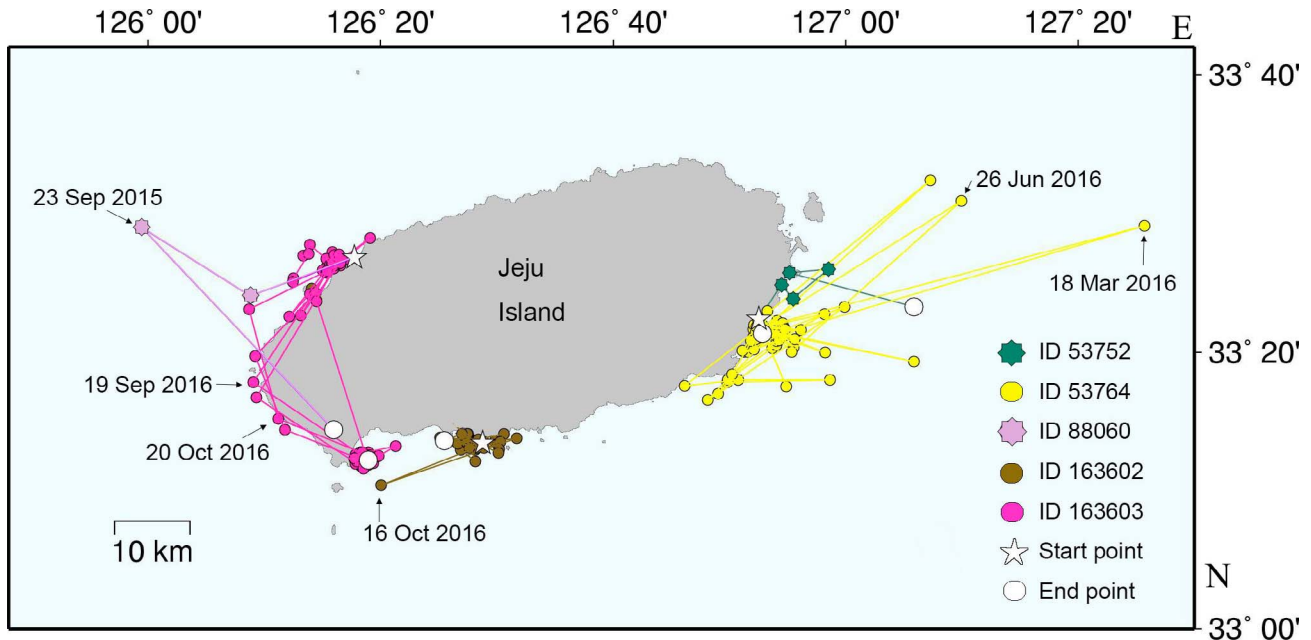 126° 00' 126° 20' 126° 40' 127° 00' 127° 20'
E
33° 40'
26 Jun 2016
23 Sep 2015
Jeju
Island
18 Mar 2016
33° 20'
ID 53752
19 Sep 2016
ID 53764
ID 88060
20 Oct 2016
ID 163602
ID 163603
16 Oct 2016
10 km
Start point
End point
N
33° 00'